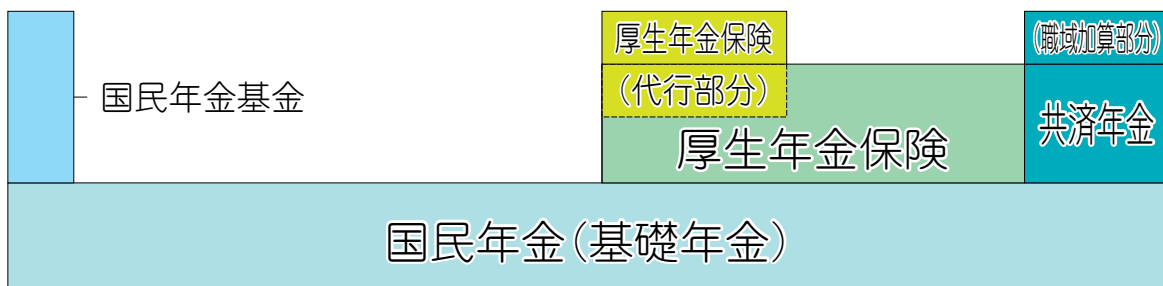 厚生年金保険
(代行部分)
(職域加算部分)
国民年金基金
厚生年金保険
共済年金
国民年金(基礎年金)